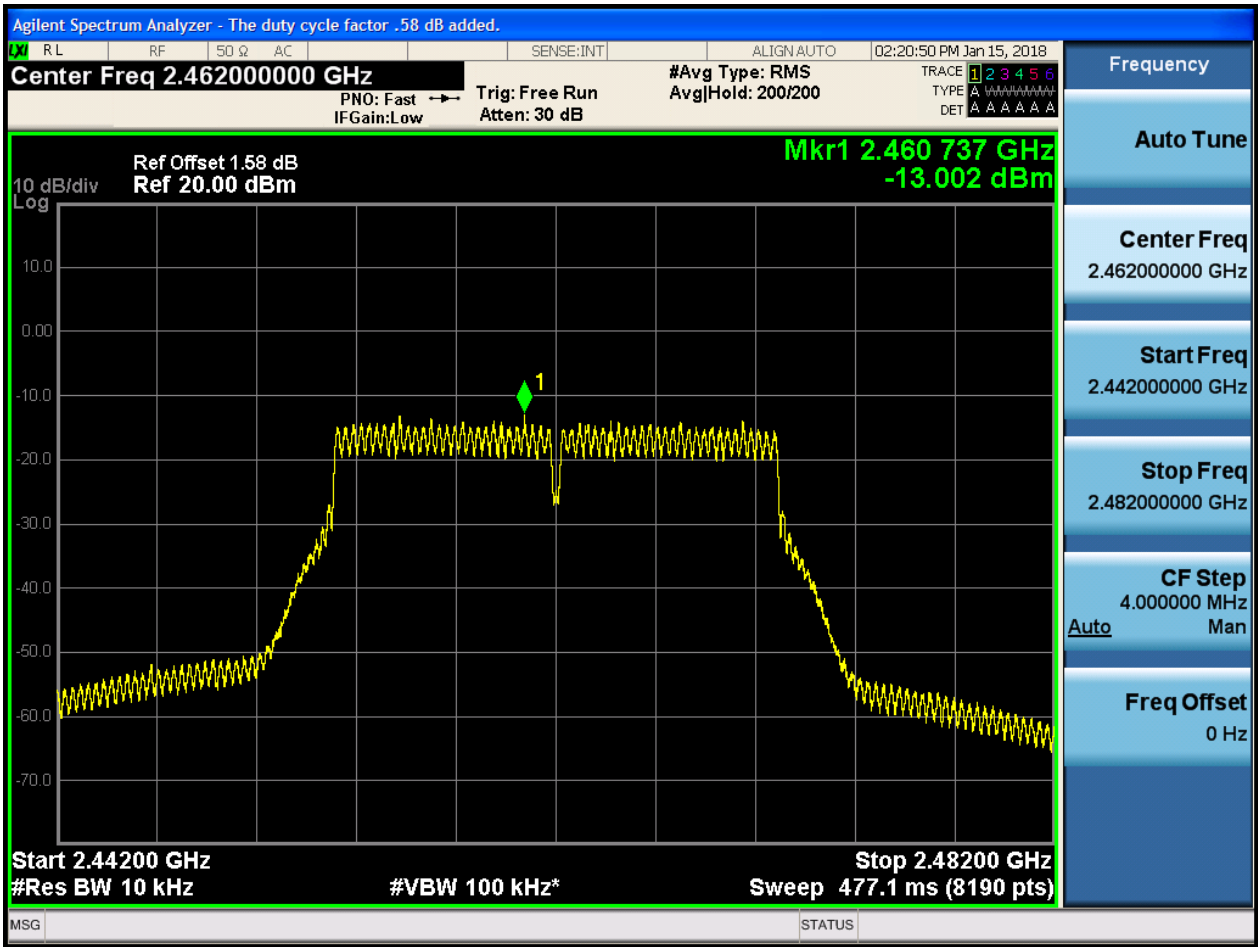 Agilent Spectrum Analyzer - The duty cycle factor .58 dB added.
LXI RL RF 50 Ω AC SENSE:INT ALIGN AUTO 02:20:50 PM Jan 15, 2018
Center Freq 2.462000000 GHz
PNO: Fast
IFGain:Low
Trig: Free Run
Atten: 30 dB
#Avg Type: RMS
Avg|Hold: 200/200
TRACE 1 2 3 4 5 6
TYPE A WWWWW
DET A A A A A A
Mkr1 2.460 737 GHz
-13.002 dBm
Ref Offset 1.58 dB
10 dB/div Ref 20.00 dBm
Log
10.0
0.00
1
-10.0
-20.0
-30.0
-40.0
-50.0
-60.0
-70.0
Start 2.44200 GHz Stop 2.48200 GHz
#Res BW 10 kHz #VBW 100 kHz* Sweep 477.1 ms (8190 pts)
MSG STATUS
Frequency
Auto Tune
Center Freq
2.462000000 GHz
Start Freq
2.442000000 GHz
Stop Freq
2.482000000 GHz
CF Step
4.000000 MHz
Auto Man
Freq Offset
0 Hz